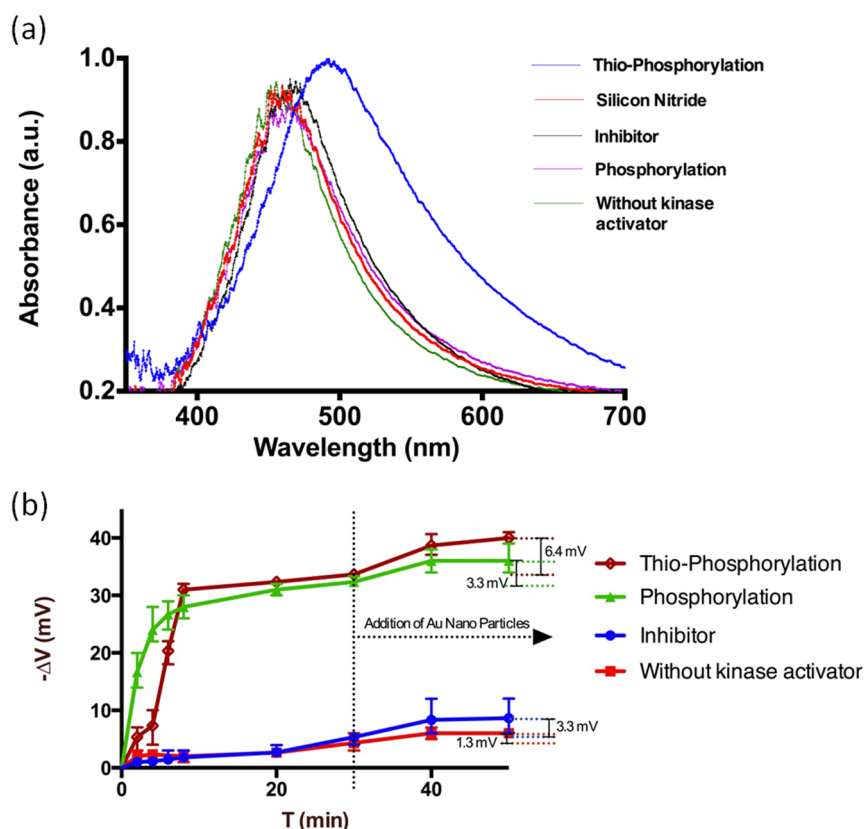 (a)
Absorbance (a.u.)
1.0
0.8
0.6
0.4
0.2
400
500
600
700
Wavelength (nm)
Thio-Phosphorylation
Silicon Nitride
Inhibitor
Phosphorylation
Without kinase
activator
(b)
-ΔV (mV)
40
30
20
10
0
0
20
40
T (min)
6.4 mV
3.3 mV
Addition of Au Nano Particles
3.3 mV
1.3 mV
Thio-Phosphorylation
Phosphorylation
Inhibitor
Without kinase activator